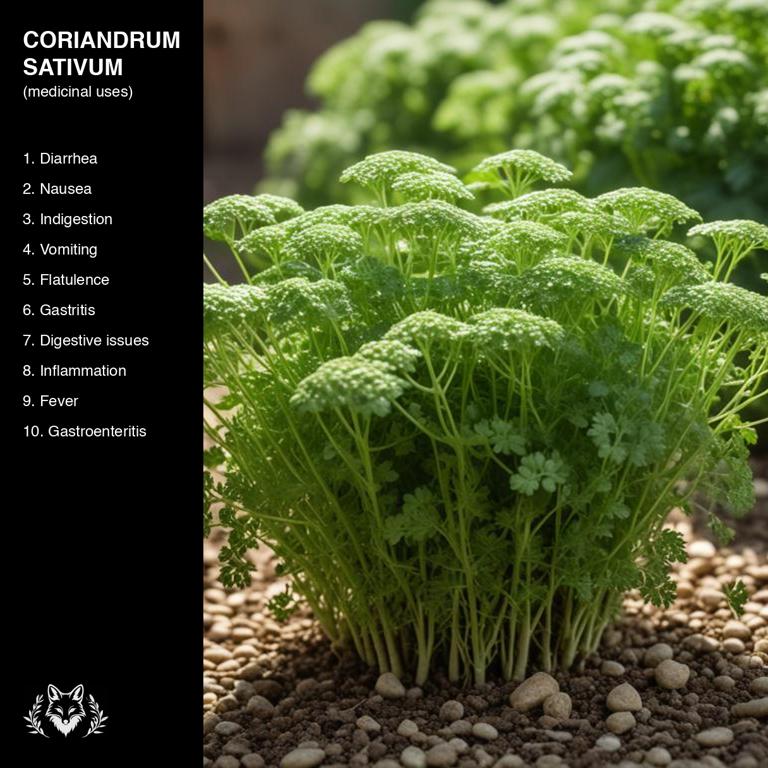 CORIANDRUM
SATIVUM
(medicinal uses)
1. Diarrhea
2. Nausea
3. Indigestion
4. Vomiting
5. Flatulence
6. Gastritis
7. Digestive issues
8. Inflammation
9. Fever
10. Gastroenteritis